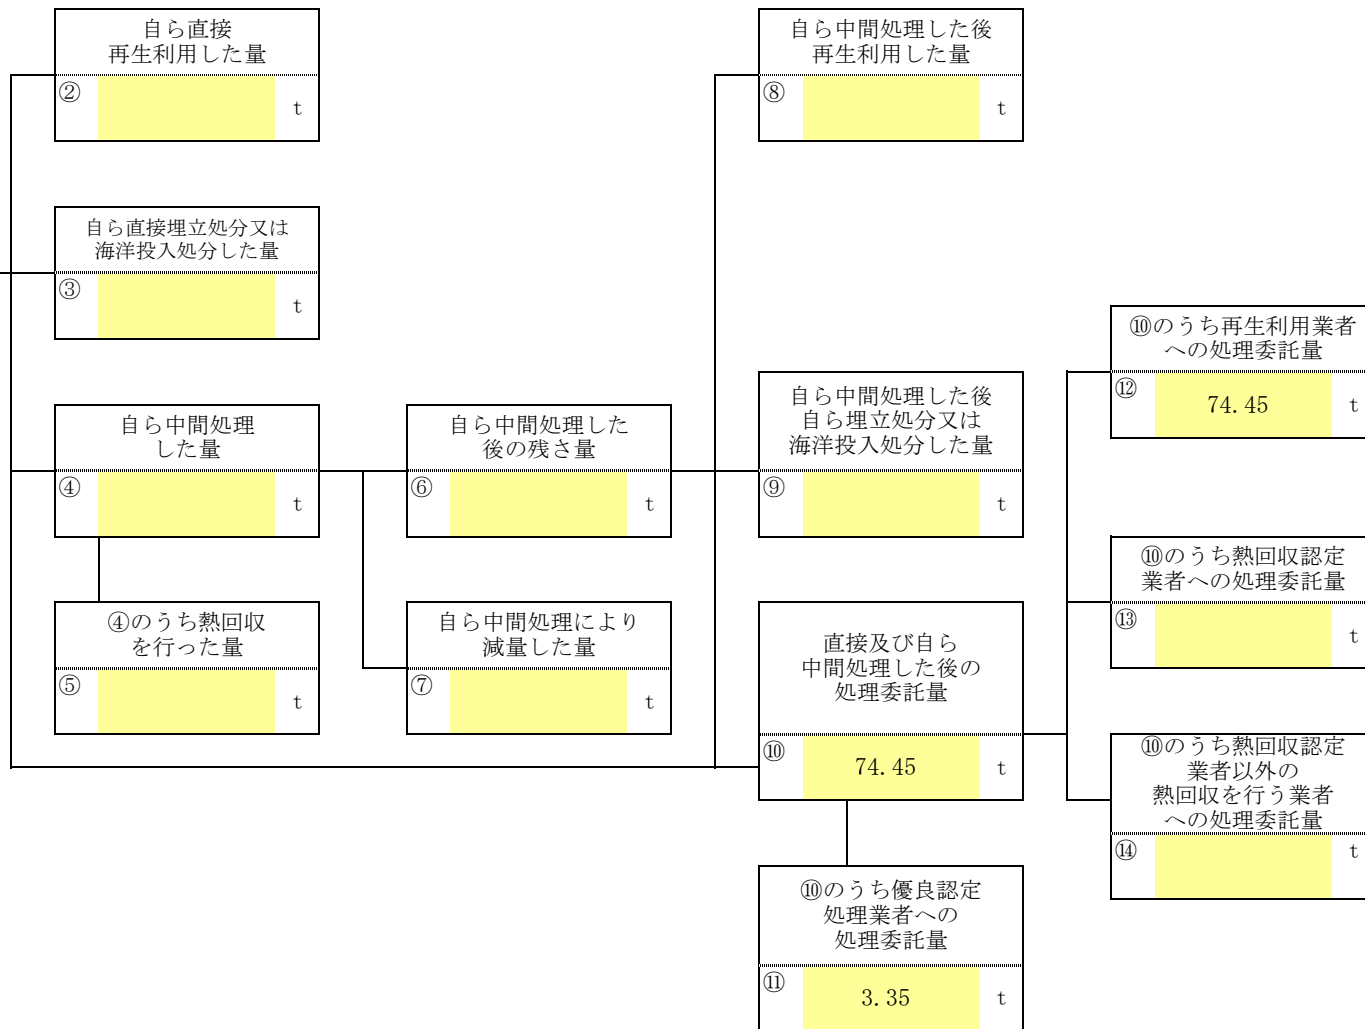 自ら直接
再生利用した量
②
t
自ら中間処理した後
再生利用した量
⑧
t
自ら直接埋立処分又は
海洋投入処分した量
③
t
⑩のうち再生利用業者
への処理委託量
⑫
74.45
t
自ら中間処理
した量
④
t
自ら中間処理した
後の残さ量
⑥
t
自ら中間処理した後
自ら埋立処分又は
海洋投入処分した量
⑨
t
⑩のうち熱回収認定
業者への処理委託量
⑬
t
④のうち熱回収
を行った量
⑤
t
自ら中間処理により
減量した量
⑦
t
直接及び自ら
中間処理した後の
処理委託量
⑩
74.45
t
⑩のうち熱回収認定
業者以外の
熱回収を行う業者
への処理委託量
⑭
t
⑩のうち優良認定
処理業者への
処理委託量
⑪
3.35
t